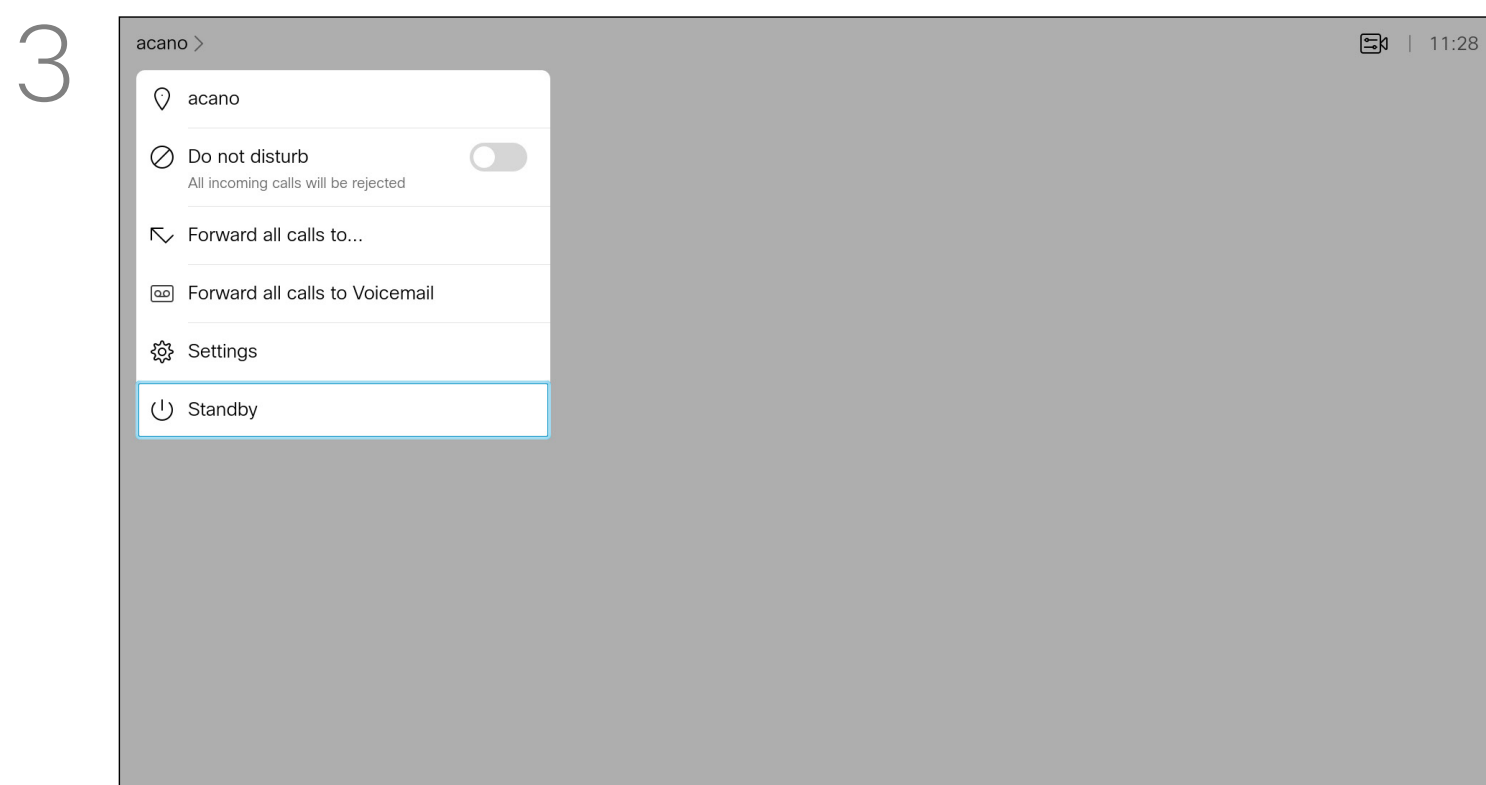 3
acano >
11:28
acano
Do not disturb
All incoming calls will be rejected
Forward all calls to...
Forward all calls to Voicemail
Settings
Standby